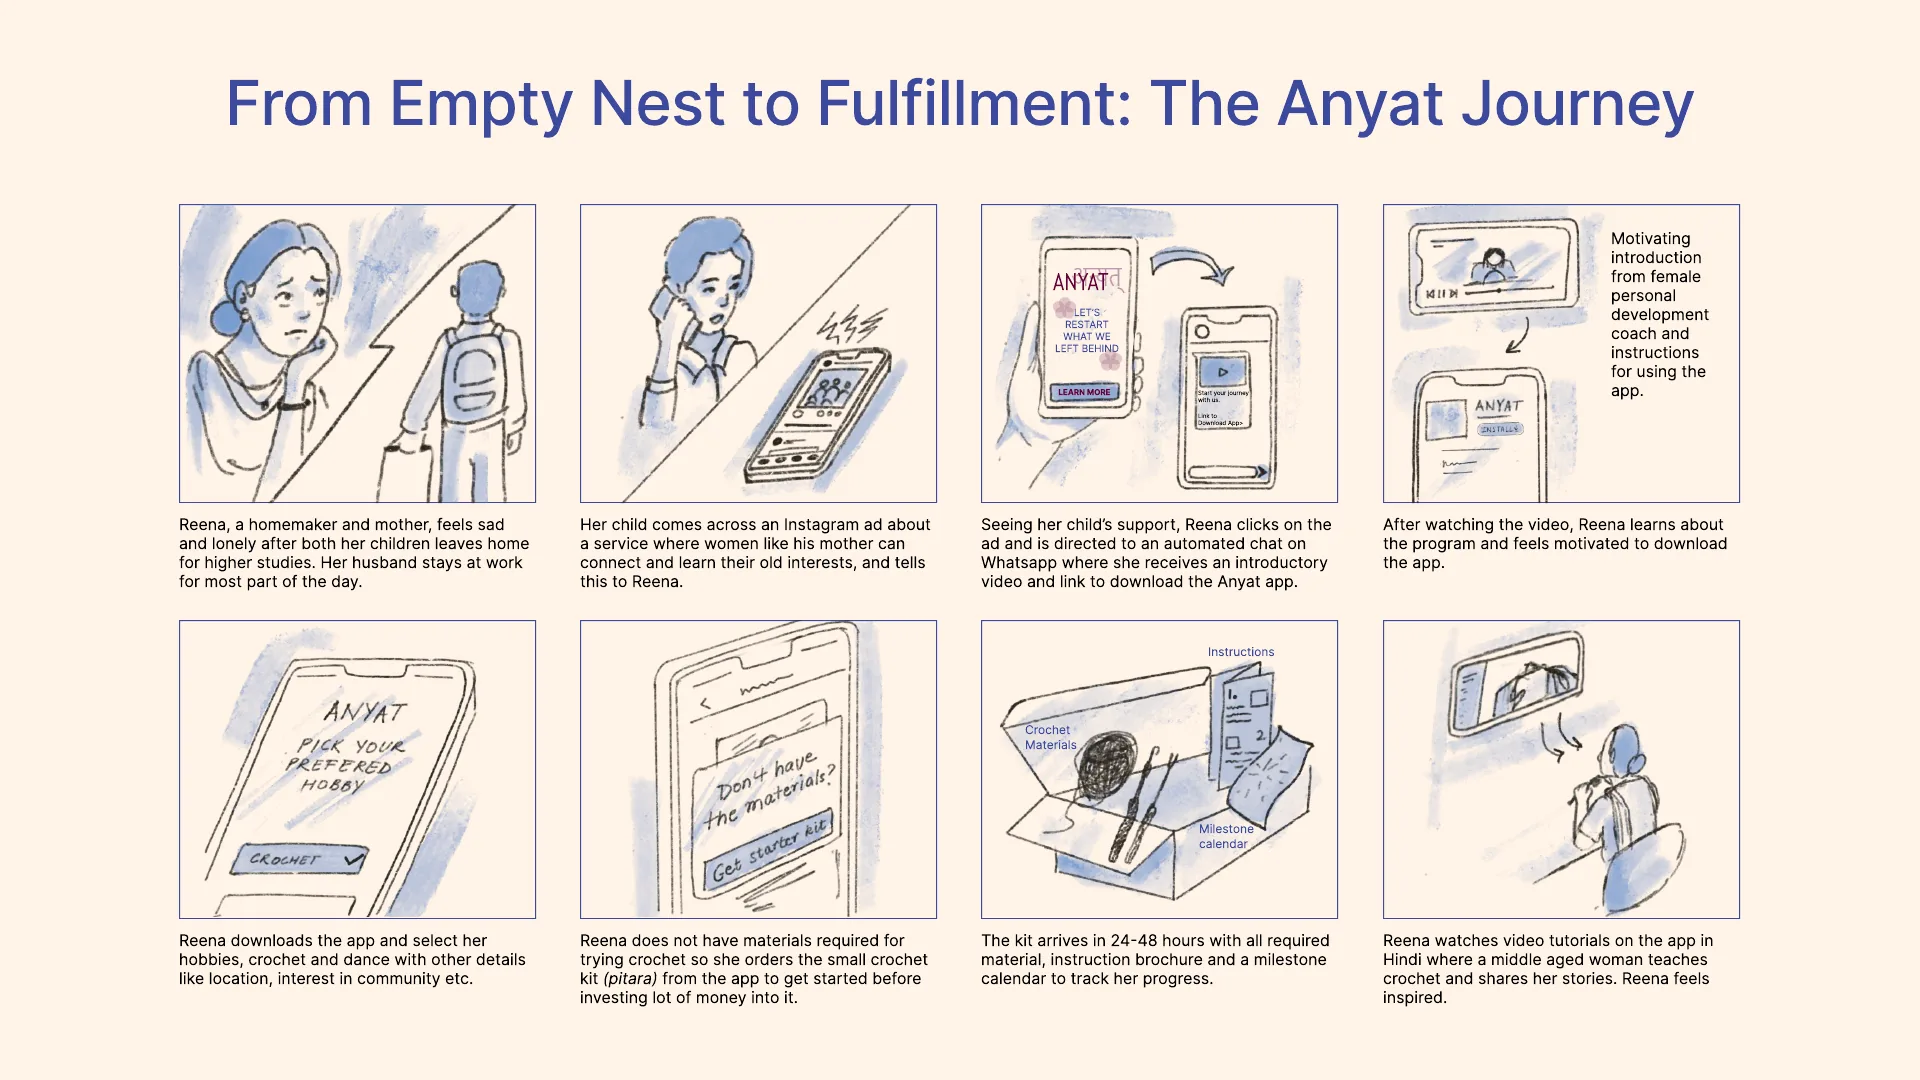 From Empty Nest to Fulfillment: The Anyat Journey
Motivating
introduction
from female
personal
development
coach and
instructions
for using the
app.
अन्यत्
ANYAT
LET'S
RESTART
WHAT WE
LEFT BEHIND
LEARN MORE
Start your journey
with us.
Link to
Download App>
ANYAT
INSTALL
Reena, a homemaker and mother, feels sad
and lonely after both her children leaves home
for higher studies. Her husband stays at work
for most part of the day.
Her child comes across an Instagram ad about
a service where women like his mother can
connect and learn their old interests, and tells
this to Reena.
Seeing her child's support, Reena clicks on the
ad and is directed to an automated chat on
Whatsapp where she receives an introductory
video and link to download the Anyat app.
After watching the video, Reena learns about
the program and feels motivated to download
the app.
ANYAT
PICK YOUR
PREFERED
HOBBY
CROCHET
Don't have
the materials?
Get starter kit
Instructions
1.
2
Crochet
Materials
Milestone
calendar
Reena downloads the app and select her
hobbies, crochet and dance with other details
like location, interest in community etc.
Reena does not have materials required for
trying crochet so she orders the small crochet
kit (pitara) from the app to get started before
investing lot of money into it.
The kit arrives in 24-48 hours with all required
material, instruction brochure and a milestone
calendar to track her progress.
Reena watches video tutorials on the app in
Hindi where a middle aged woman teaches
crochet and shares her stories. Reena feels
inspired.